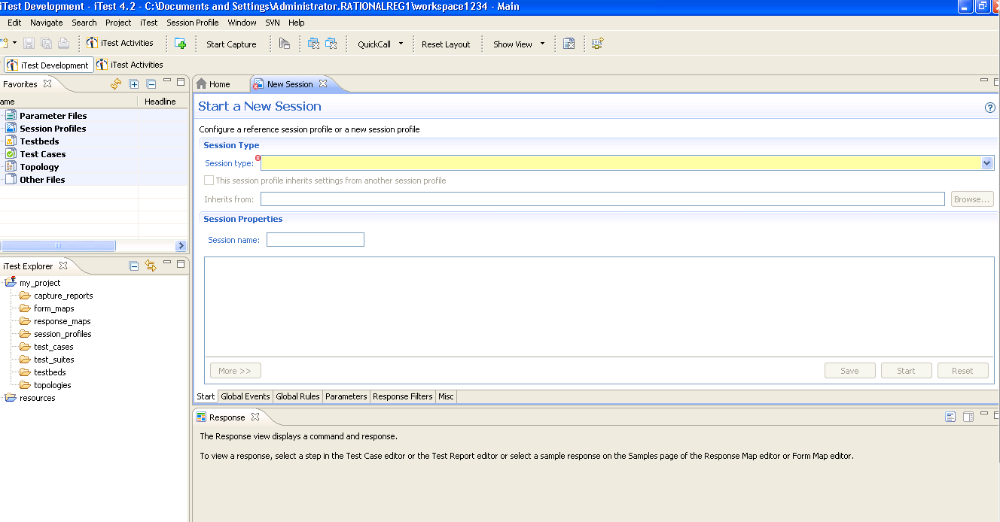 iTest Development - iTest 4.2 - C:\Documents and Settings\Administrator.RATIONALREG1\workspace1234 - Main
Edit Navigate Search Project iTest Session Profile Window SVN Help
iTest Activities Start Capture QuickCall Reset Layout Show View
iTest Development iTest Activities
Favorites
ame Headline
Parameter Files
Session Profiles
Testbeds
Test Cases
Topology
Other Files
iTest Explorer
my_project
capture_reports
form_maps
response_maps
session_profiles
test_cases
test_suites
testbeds
topologies
resources
Home New Session
Start a New Session
Configure a reference session profile or a new session profile
Session Type
Session type:
This session profile inherits settings from another session profile
Inherits from: Browse...
Session Properties
Session name:
More >> Save Start Reset
Start Global Events Global Rules Parameters Response Filters Misc
Response
The Response view displays a command and response.
To view a response, select a step in the Test Case editor or the Test Report editor or select a sample response on the Samples page of the Response Map editor or Form Map editor.